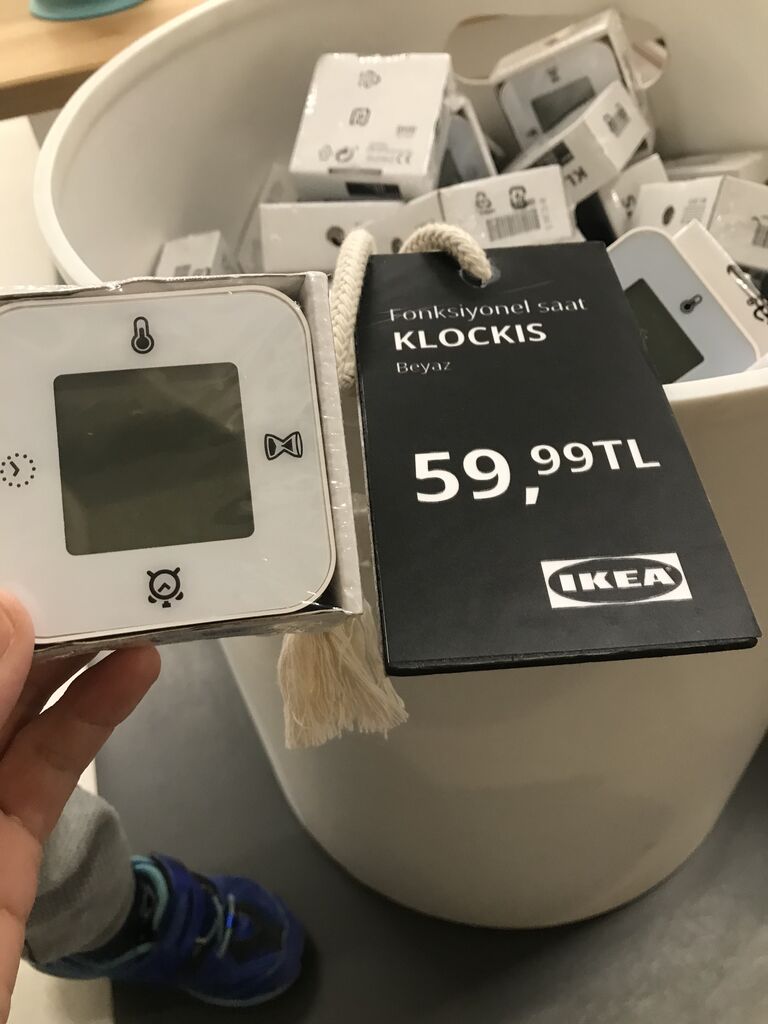 Fonksiyonel saat
KLOCKIS
Beyaz
59,99TL
IKEA